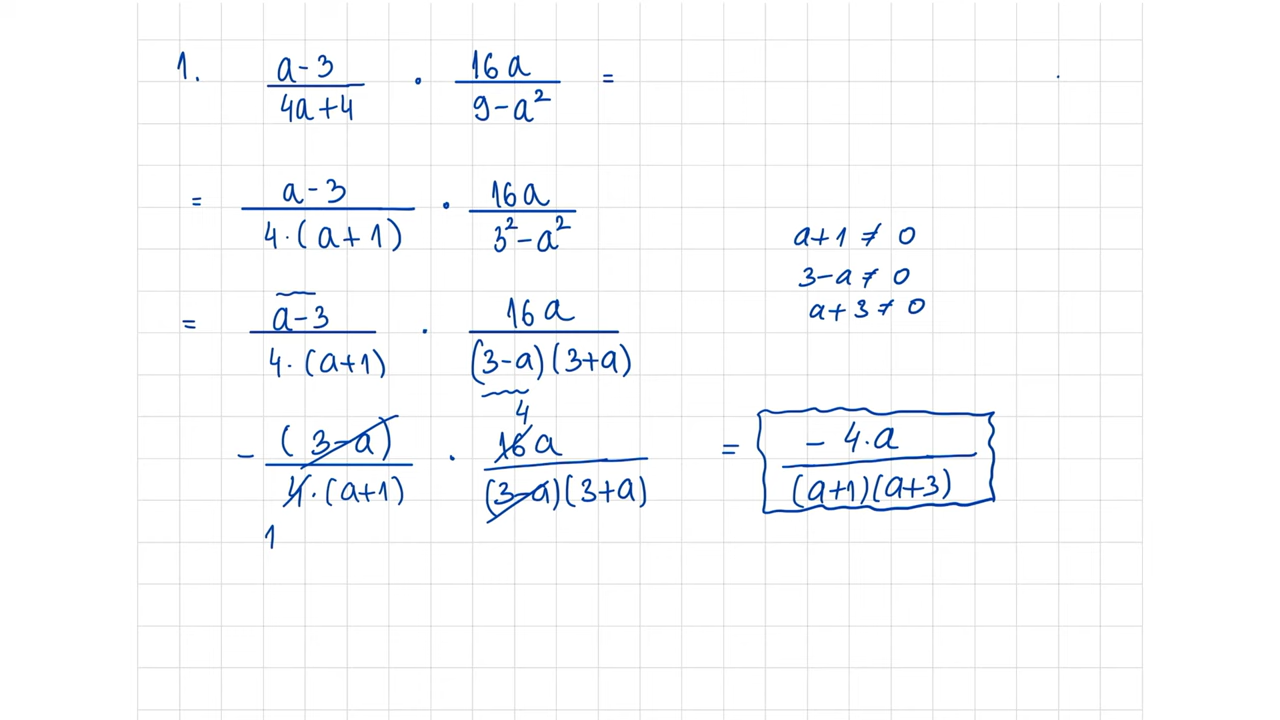 1. (a-3)/(4a+4) · 16a/(9-a²) =
= (a-3)/(4·(a+1)) · 16a/(3²-a²)
a+1 ≠ 0
3-a ≠ 0
a+3 ≠ 0
= (a-3)/(4·(a+1)) · 16a/((3-a)(3+a))
4
- (3-a)/(4·(a+1)) · 16a/((3-a)(3+a)) = -4·a/((a+1)(a+3))
1